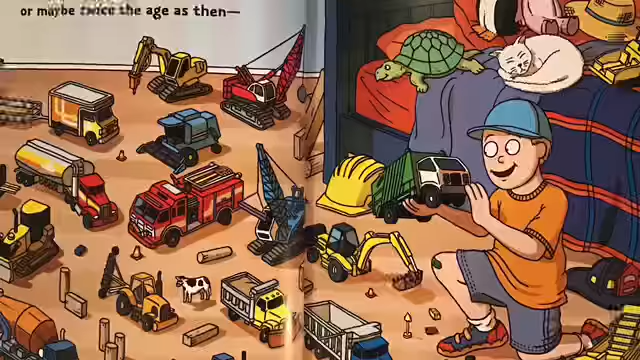 or maybe twice the age as then—